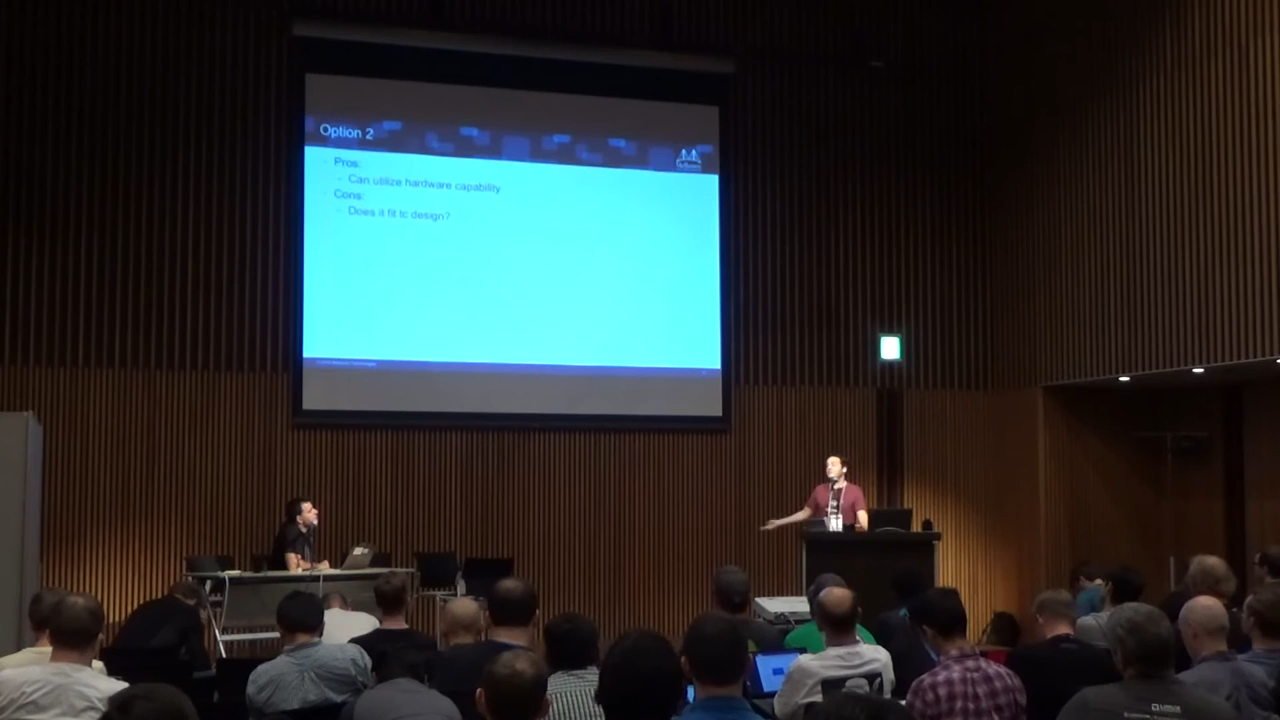 Option 2
Pros:
- Can utilize hardware capability
Cons:
- Does it fit tc design?